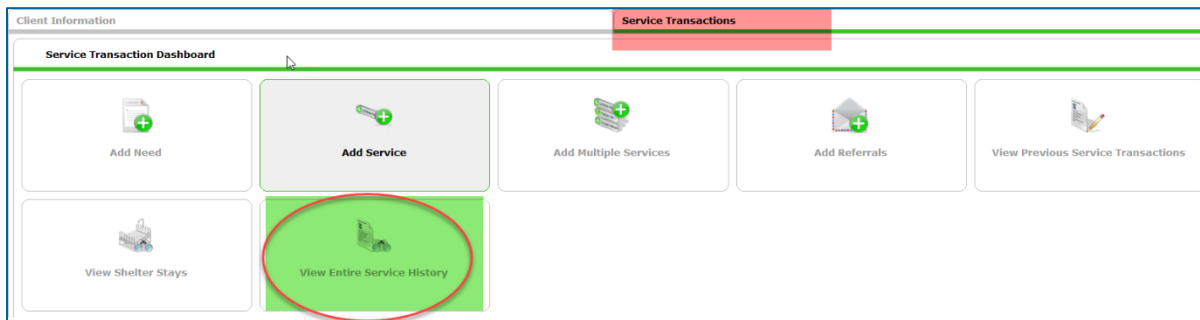 Client Information
Service Transactions
Service Transaction Dashboard
Add Need
Add Service
Add Multiple Services
Add Referrals
View Previous Service Transactions
View Shelter Stays
View Entire Service History